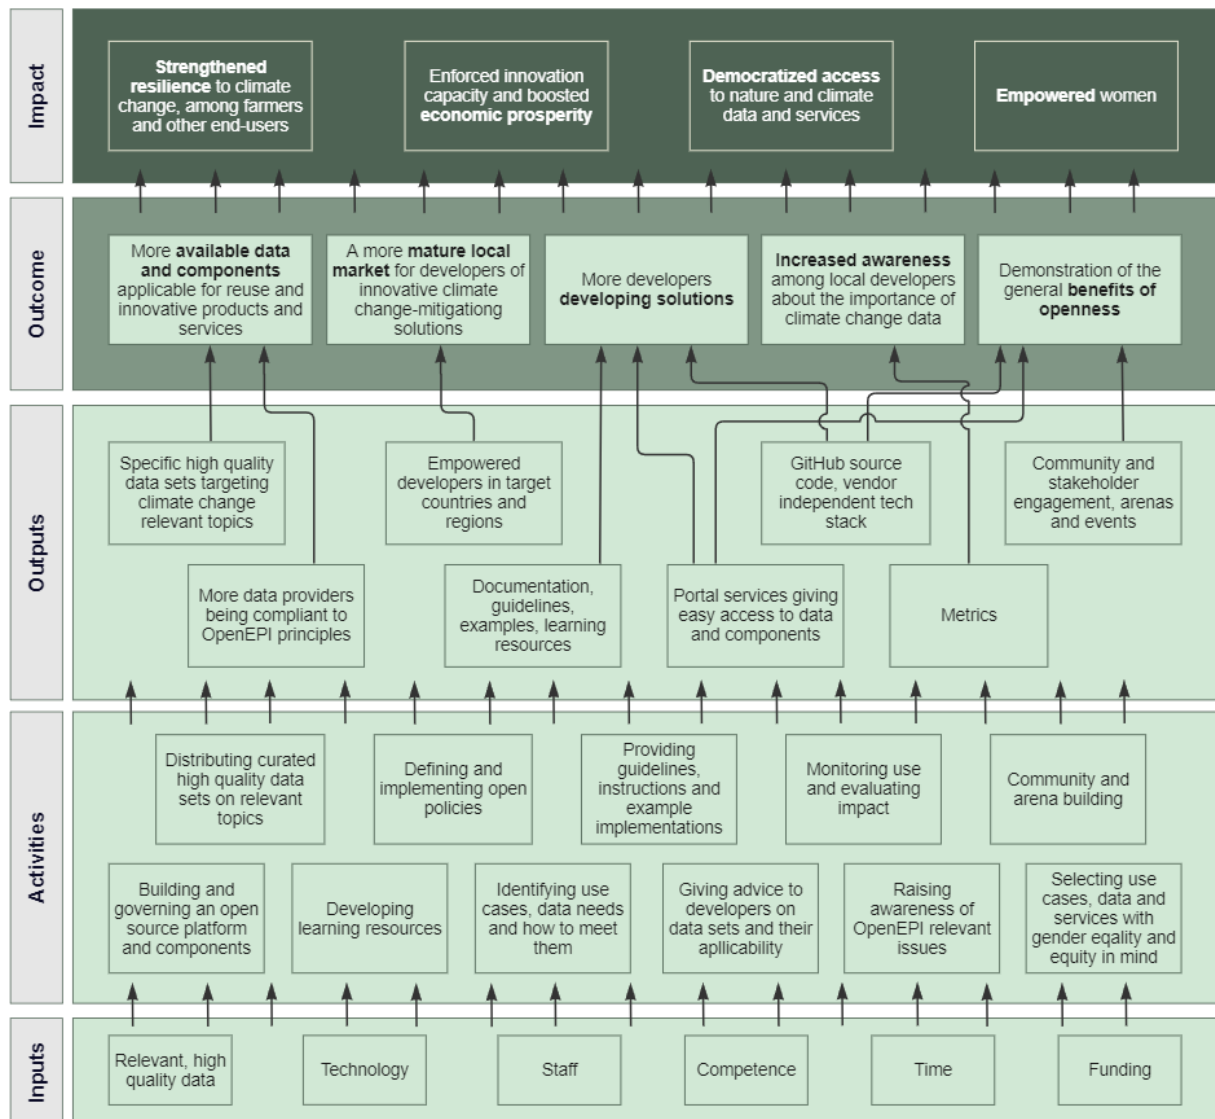 Impact
Strengthened
resilience to climate
change, among farmers
and other end-users
Enforced innovation
capacity and boosted
economic prosperity
Democratized access
to nature and climate
data and services
Empowered women
Outcome
More available data
and components
applicable for reuse and
innovative products and
services
A more mature local
market for developers of
innovative climate
change-mitigationg
solutions
More developers
developing solutions
Increased awareness
among local developers
about the importance of
climate change data
Demonstration of the
general benefits of
openness
Outputs
Specific high quality
data sets targeting
climate change
relevant topics
Empowered
developers in target
countries and
regions
GitHub source
code, vendor
independent tech
stack
Community and
stakeholder
engagement, arenas
and events
More data providers
being compliant to
OpenEPI principles
Documentation,
guidelines,
examples, learning
resources
Portal services giving
easy access to data
and components
Metrics
Activities
Distributing curated
high quality data
sets on relevant
topics
Defining and
implementing open
policies
Providing
guidelines,
instructions and
example
implementations
Monitoring use
and evaluating
impact
Community and
arena building
Building and
governing an open
source platform
and components
Developing
learning resources
Identifying use
cases, data needs
and how to meet
them
Giving advice to
developers on
data sets and their
apllicability
Raising
awareness of
OpenEPI relevant
issues
Selecting use
cases, data and
services with
gender eqality and
equity in mind
Inputs
Relevant, high
quality data
Technology
Staff
Competence
Time
Funding